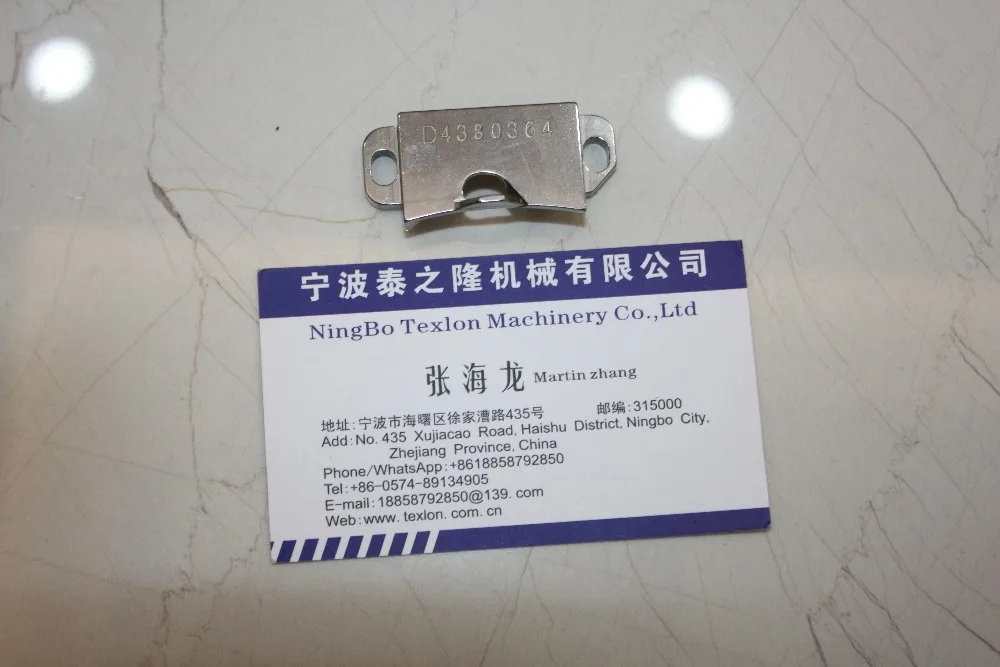 D4380364
宁波泰之隆机械有限公司
NingBo Texlon Machinery Co.,Ltd
张海龙 Martin zhang
地址:宁波市海曙区徐家漕路435号 邮编:315000
Add:No. 435 Xujiacao Road, Haishu District, Ningbo City,
Zhejiang Province, China
Phone/WhatsApp:+8618858792850
Tel:+86-0574-89134905
E-mail:18858792850@139. com
Web:www. texlon. com. cn